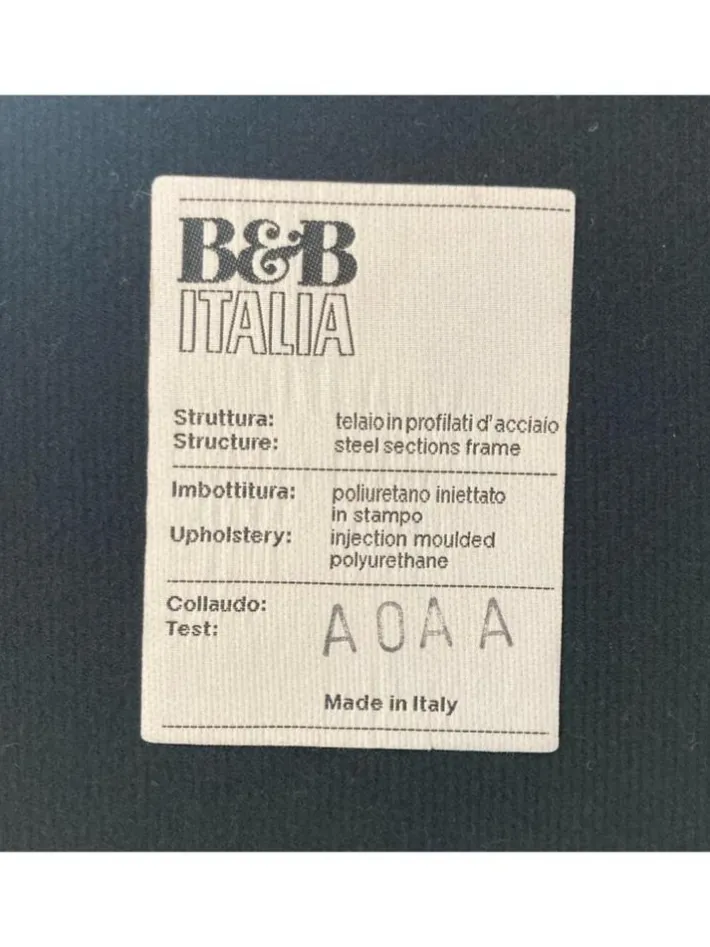 B&B
ITALIA
Struttura: telaio in profilati d'acciaio
Structure: steel sections frame
Imbottitura: poliuretano iniettato
in stampo
Upholstery: injection moulded
polyurethane
Collaudo:
Test: A 0 A A
Made in Italy